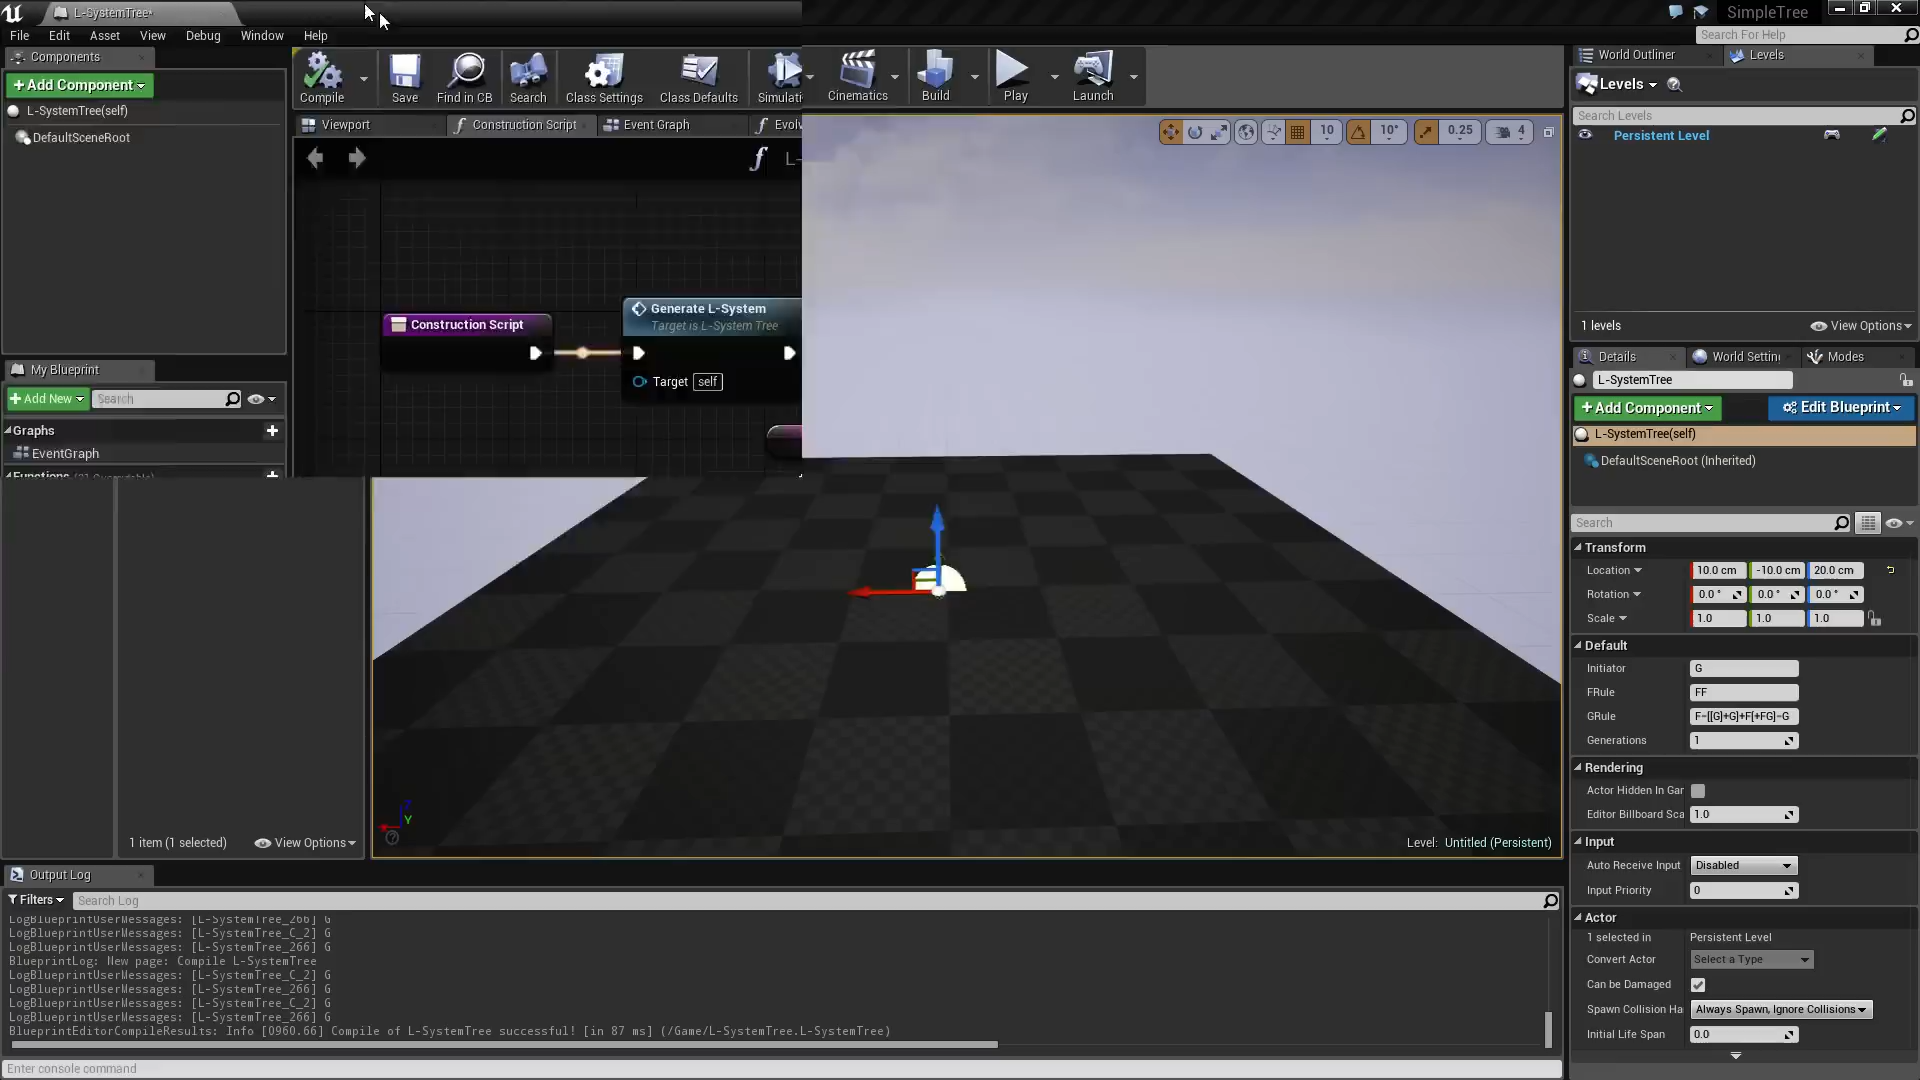 L-SystemTree*
SimpleTree
File Edit Asset View Debug Window Help
Search For Help
Components
World Outliner
Levels
+Add Component
Compile
Save
Find in CB
Search
Class Settings
Class Defaults
Simulati
Cinematics
Build
Play
Launch
Levels
L-SystemTree(self)
Search Levels
Viewport
Construction Script
Event Graph
Evolv
10
10°
0.25
4
DefaultSceneRoot
Persistent Level
L-
Construction Script
Generate L-System
Target is L-System Tree
1 levels
View Options
Target self
My Blueprint
Details
World Settin
Modes
L-SystemTree
+Add New
Search
+Add Component
Edit Blueprint
Graphs
L-SystemTree(self)
EventGraph
DefaultSceneRoot (Inherited)
Search
Transform
Location 10.0 cm -10.0 cm 20.0 cm
Rotation 0.0 ° 0.0 ° 0.0 °
Scale 1.0 1.0 1.0
Default
Initiator G
FRule FF
GRule F-[[G]+G]+F[+FG]-G
Generations 1
Rendering
Actor Hidden In Gar
Editor Billboard Sca 1.0
1 item (1 selected)
View Options
Level: Untitled (Persistent)
Input
Auto Receive Input Disabled
Input Priority 0
Output Log
Filters
Search Log
Actor
LogBlueprintUserMessages: [L-SystemTree_266] G
LogBlueprintUserMessages: [L-SystemTree_C_2] G
LogBlueprintUserMessages: [L-SystemTree_266] G
BlueprintLog: New page: Compile L-SystemTree
LogBlueprintUserMessages: [L-SystemTree_C_2] G
LogBlueprintUserMessages: [L-SystemTree_266] G
LogBlueprintUserMessages: [L-SystemTree_C_2] G
LogBlueprintUserMessages: [L-SystemTree_266] G
BlueprintEditorCompileResults: Info [0960.66] Compile of L-SystemTree successful! [in 87 ms] (/Game/L-SystemTree.L-SystemTree)
1 selected in Persistent Level
Convert Actor Select a Type
Can be Damaged
Spawn Collision Ha Always Spawn, Ignore Collisions
Initial Life Span 0.0
Enter console command